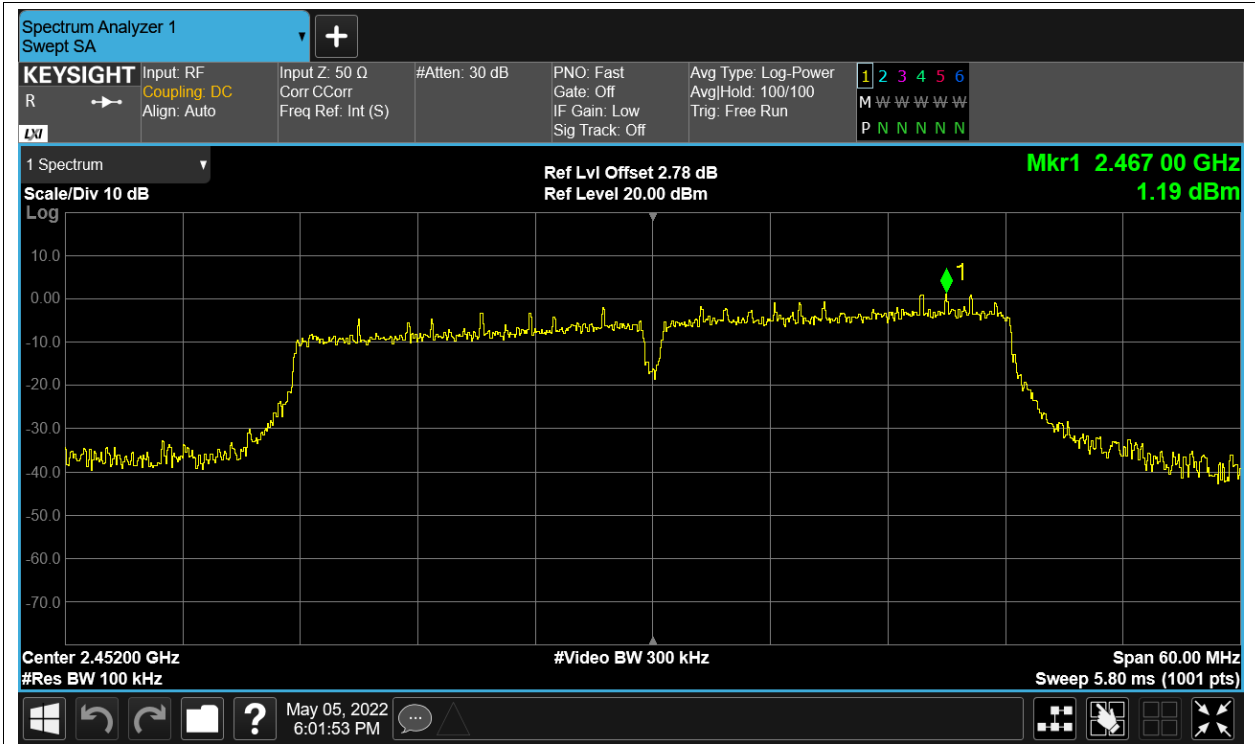 Spectrum Analyzer 1
Swept SA
KEYSIGHT
R
LXI
Input: RF
Coupling: DC
Align: Auto
Input Z: 50 Ω
Corr CCorr
Freq Ref: Int (S)
#Atten: 30 dB
PNO: Fast
Gate: Off
IF Gain: Low
Sig Track: Off
Avg Type: Log-Power
Avg|Hold: 100/100
Trig: Free Run
1 2 3 4 5 6
M W W W W W
P N N N N N
1 Spectrum
Scale/Div 10 dB
Log
Ref Lvl Offset 2.78 dB
Ref Level 20.00 dBm
Mkr1 2.467 00 GHz
1.19 dBm
1
10.0
0.00
-10.0
-20.0
-30.0
-40.0
-50.0
-60.0
-70.0
Center 2.45200 GHz
#Video BW 300 kHz
Span 60.00 MHz
#Res BW 100 kHz
Sweep 5.80 ms (1001 pts)
?
May 05, 2022
6:01:53 PM